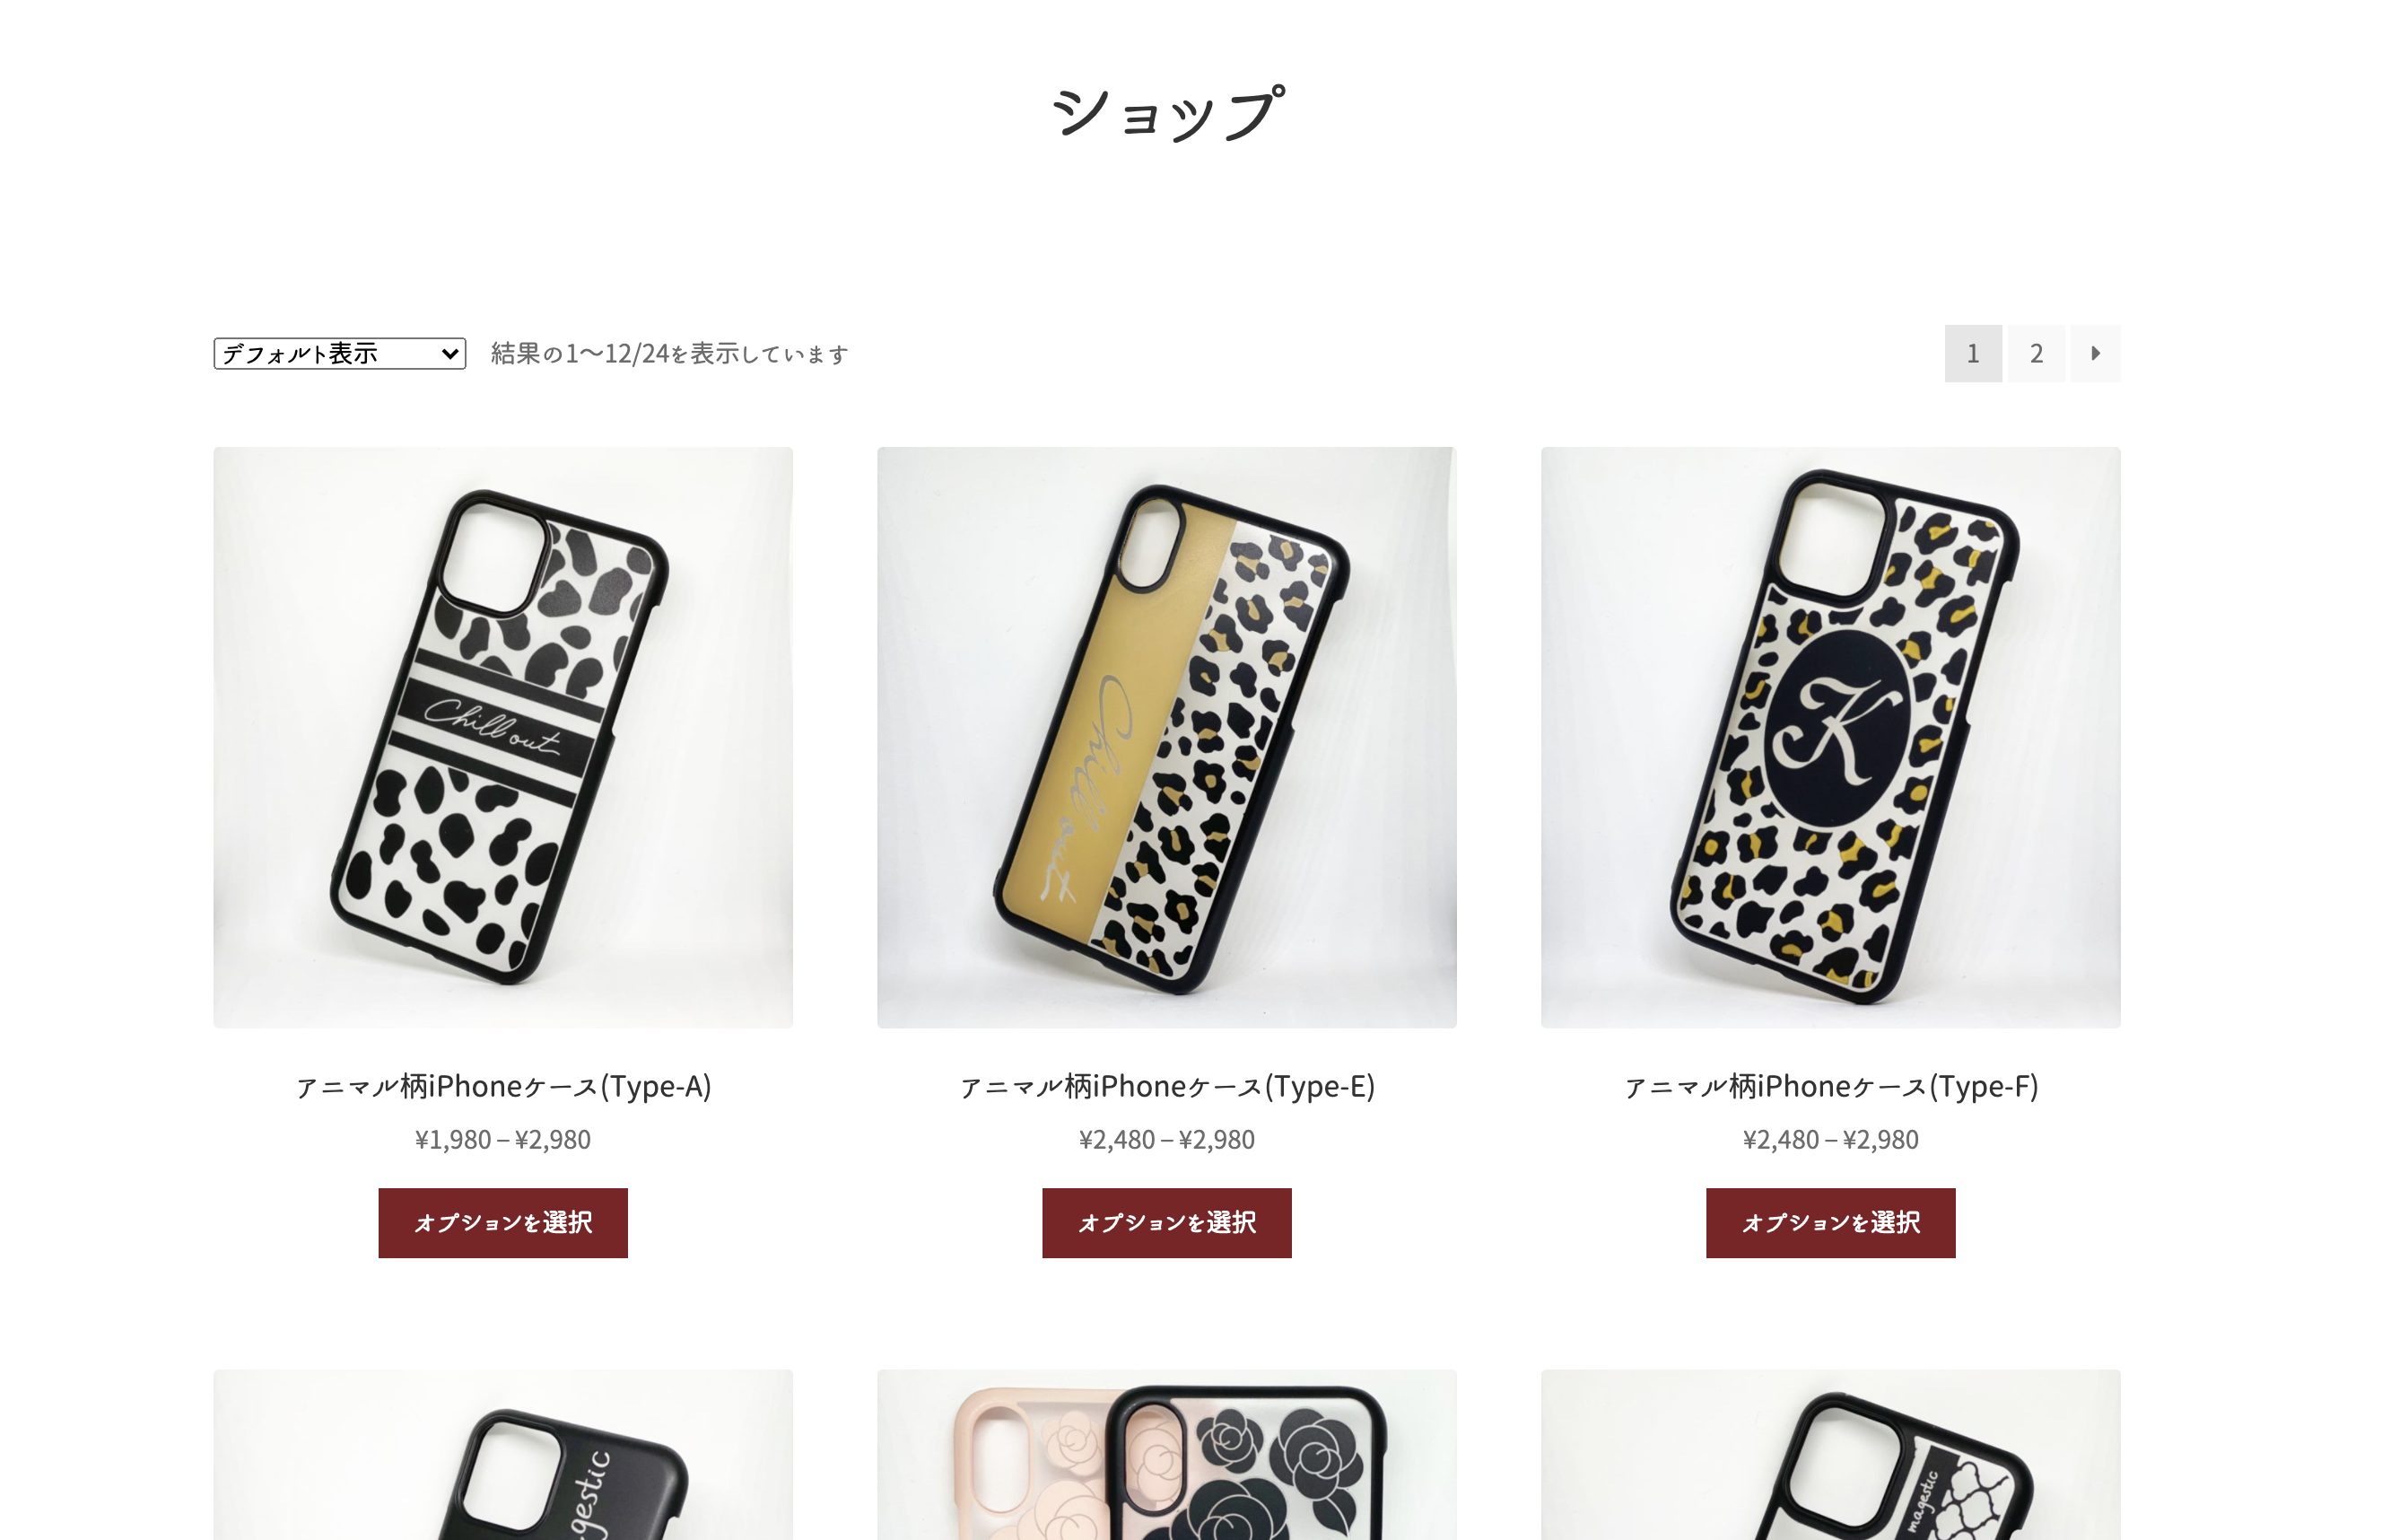 ショップ
デフォルト表示
結果の1～12/24を表示しています
1
2
Chill out
Chill out
K
アニマル柄iPhoneケース(Type-A)
アニマル柄iPhoneケース(Type-E)
アニマル柄iPhoneケース(Type-F)
¥1,980 – ¥2,980
¥2,480 – ¥2,980
¥2,480 – ¥2,980
オプションを選択
オプションを選択
オプションを選択
magestic